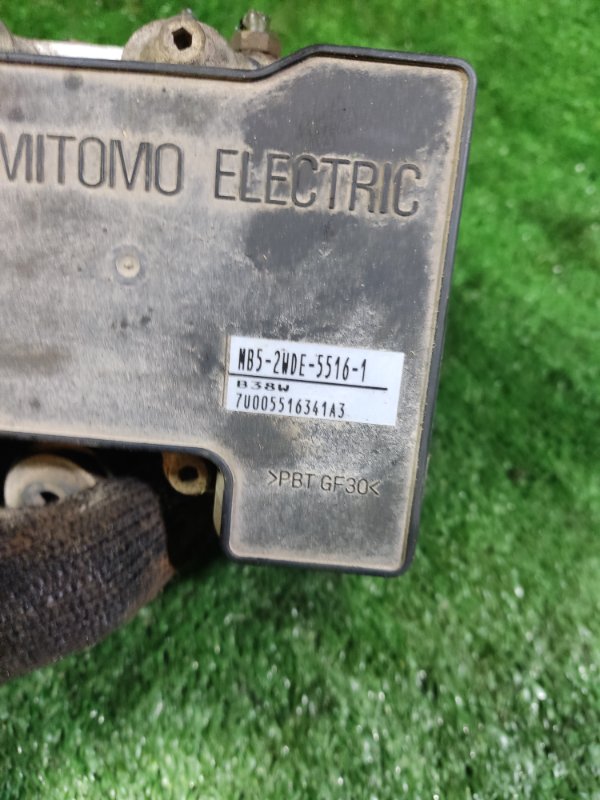 MITOMO ELECTRIC
MB5-2WDE-5516-1
B38W
7U005516341A3
>PBT GF30<